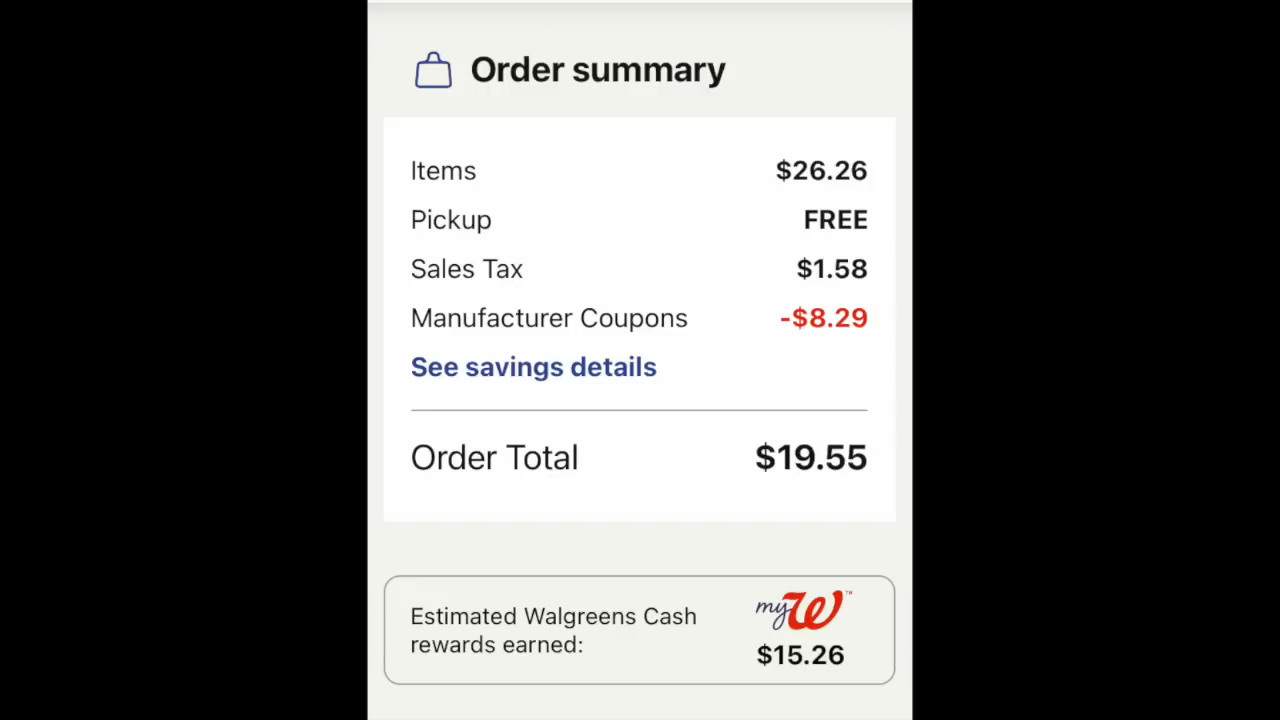 Order summary
Items $26.26
Pickup FREE
Sales Tax $1.58
Manufacturer Coupons -$8.29
See savings details
Order Total $19.55
Estimated Walgreens Cash
rewards earned:
myW™
$15.26